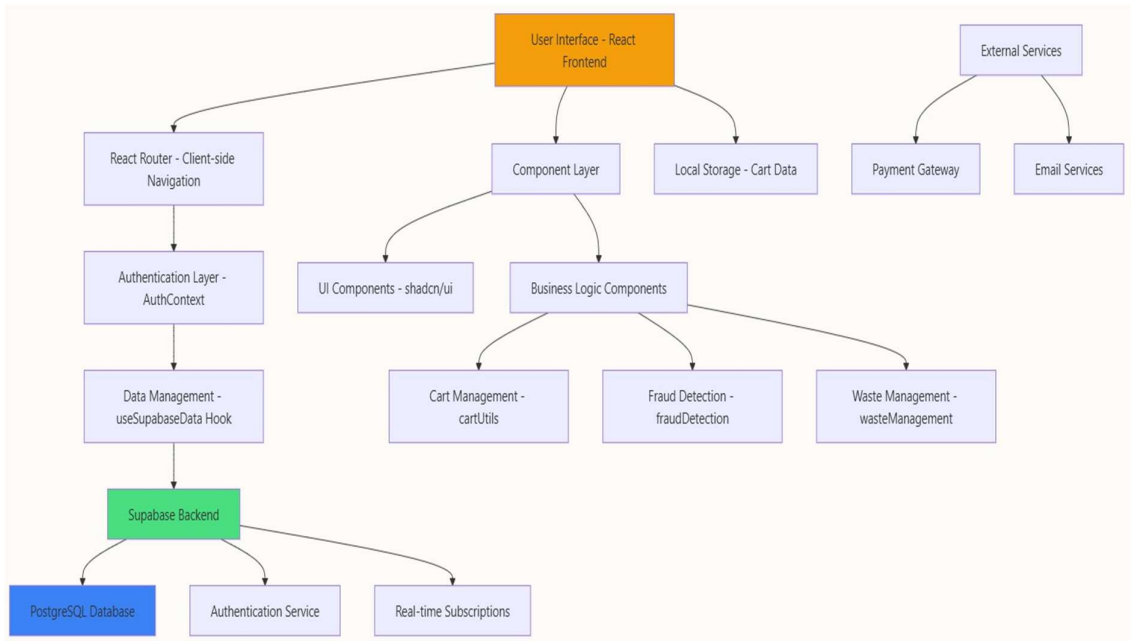 User Interface - React
Frontend
External Services
React Router - Client-side
Navigation
Component Layer
Local Storage - Cart Data
Payment Gateway
Email Services
Authentication Layer -
AuthContext
UI Components - shadcn/ui
Business Logic Components
Data Management -
useSupabaseData Hook
Cart Management -
cartUtils
Fraud Detection -
fraudDetection
Waste Management -
wasteManagement
Supabase Backend
PostgreSQL Database
Authentication Service
Real-time Subscriptions